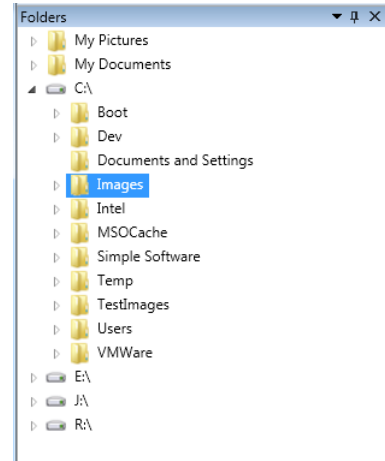 Folders
My Pictures
My Documents
C:\
Boot
Dev
Documents and Settings
Images
Intel
MSOCache
Simple Software
Temp
TestImages
Users
VMWare
E:\
J:\
R:\